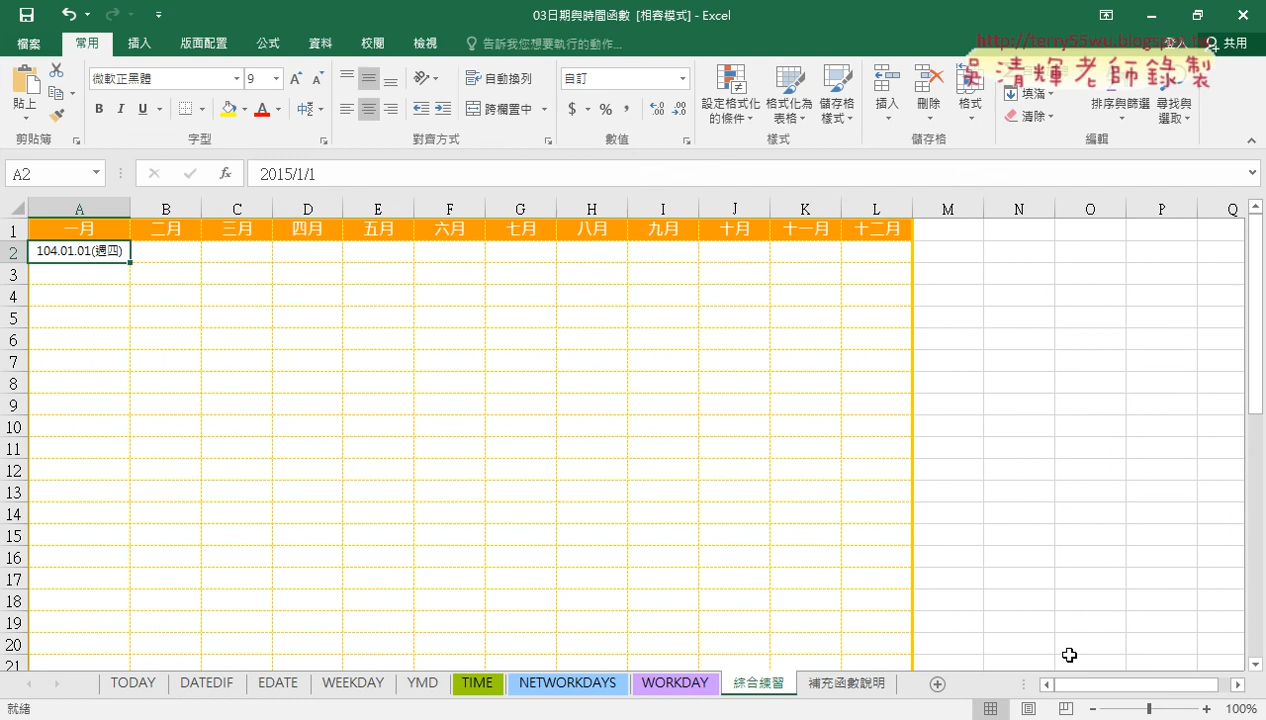 03日期與時間函數 [相容模式] - Excel
檔案 常用 插入 版面配置 公式 資料 校閱 檢視 告訴我您想要執行的動作... 登入 共用
http://terry55wu.blogspot.tw
吳清輝老師錄製
微軟正黑體 9 自動換列 自訂
貼上 跨欄置中 設定格式化的條件 格式化為表格 儲存格樣式 插入 刪除 格式 填滿 清除 排序與篩選 尋找與選取
剪貼簿 字型 對齊方式 數值 樣式 儲存格 編輯
A2 2015/1/1
A B C D E F G H I J K L M N O P Q
1 一月 二月 三月 四月 五月 六月 七月 八月 九月 十月 十一月 十二月
2 104.01.01(週四)
3
4
5
6
7
8
9
10
11
12
13
14
15
16
17
18
19
20
21
TODAY DATEDIF EDATE WEEKDAY YMD TIME NETWORKDAYS WORKDAY 綜合練習 補充函數說明
就緒 100%